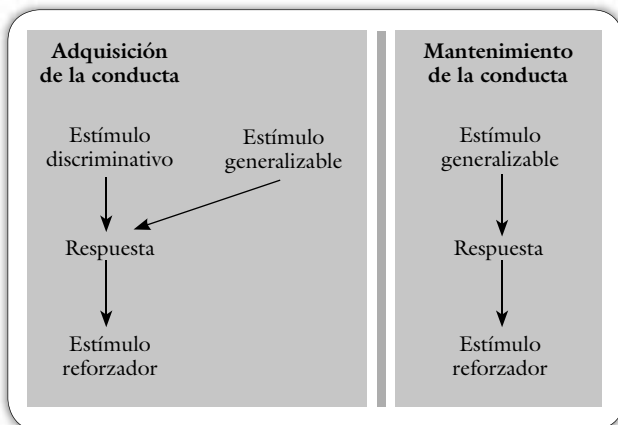 Adquisición
de la conducta
Estímulo
discriminativo
Estímulo
generalizable
Respuesta
Estímulo
reforzador
Mantenimiento
de la conducta
Estímulo
generalizable
Respuesta
Estímulo
reforzador